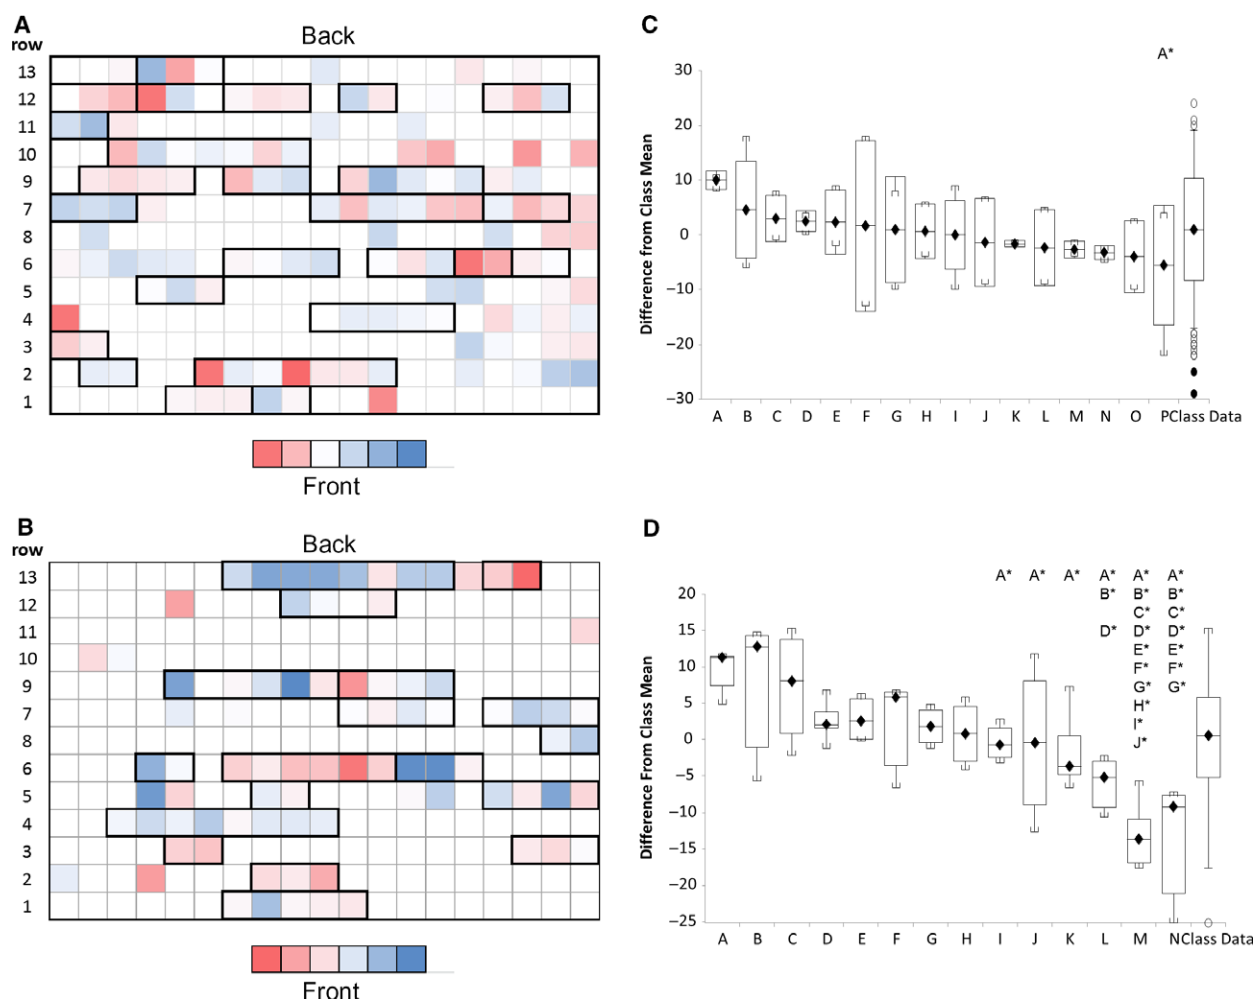 A
row
Back
13
12
11
10
9
7
8
6
5
4
3
2
1
Front
C
A*
Difference from Class Mean
30
20
10
0
−10
−20
−30
A B C D E F G H I J K L M N O PClass Data
B
row
Back
13
12
11
10
9
7
8
6
5
4
3
2
1
Front
D
A* A* A* A* A* A*
B* B* B*
C* C*
D* D* D*
E* E*
F* F*
G* G*
H*
I*
J*
Difference From Class Mean
20
15
10
5
0
−5
−10
−15
−20
−25
A B C D E F G H I J K L M NClass Data